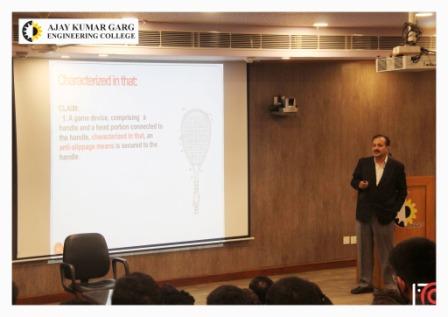 AJAY KUMAR GARG
ENGINEERING COLLEGE
Characterized in that:
CLAIM:
1. A game device, comprising a
handle and a head portion connected to
the handle, characterized in that, an
anti-slippage means is secured to the
handle.